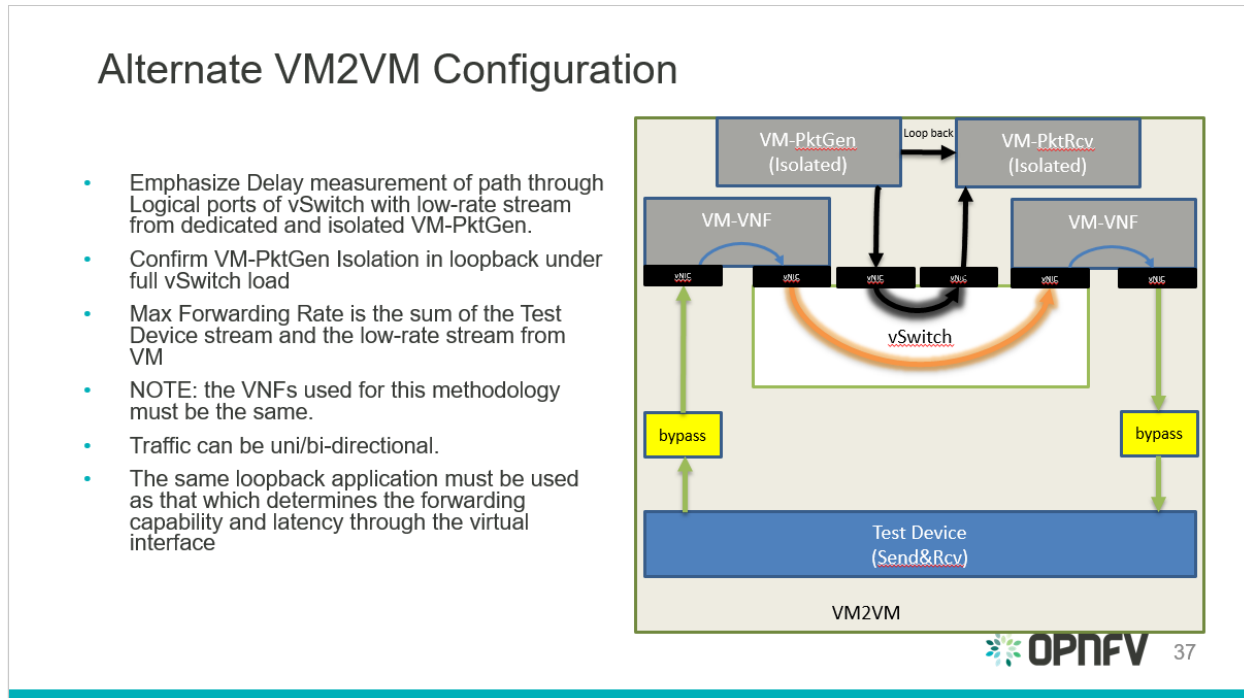 Alternate VM2VM Configuration
• Emphasize Delay measurement of path through
Logical ports of vSwitch with low-rate stream
from dedicated and isolated VM-PktGen.
• Confirm VM-PktGen Isolation in loopback under
full vSwitch load
• Max Forwarding Rate is the sum of the Test
Device stream and the low-rate stream from
VM
• NOTE: the VNFs used for this methodology
must be the same.
• Traffic can be uni/bi-directional.
• The same loopback application must be used
as that which determines the forwarding
capability and latency through the virtual
interface
VM-PktGen
(Isolated)
Loop back
VM-PktRcv
(Isolated)
VM-VNF
VM-VNF
vNIC
vNIC
vNIC
vNIC
vNIC
vNIC
vSwitch
bypass
bypass
Test Device
(Send&Rcv)
VM2VM
OPNFV
37